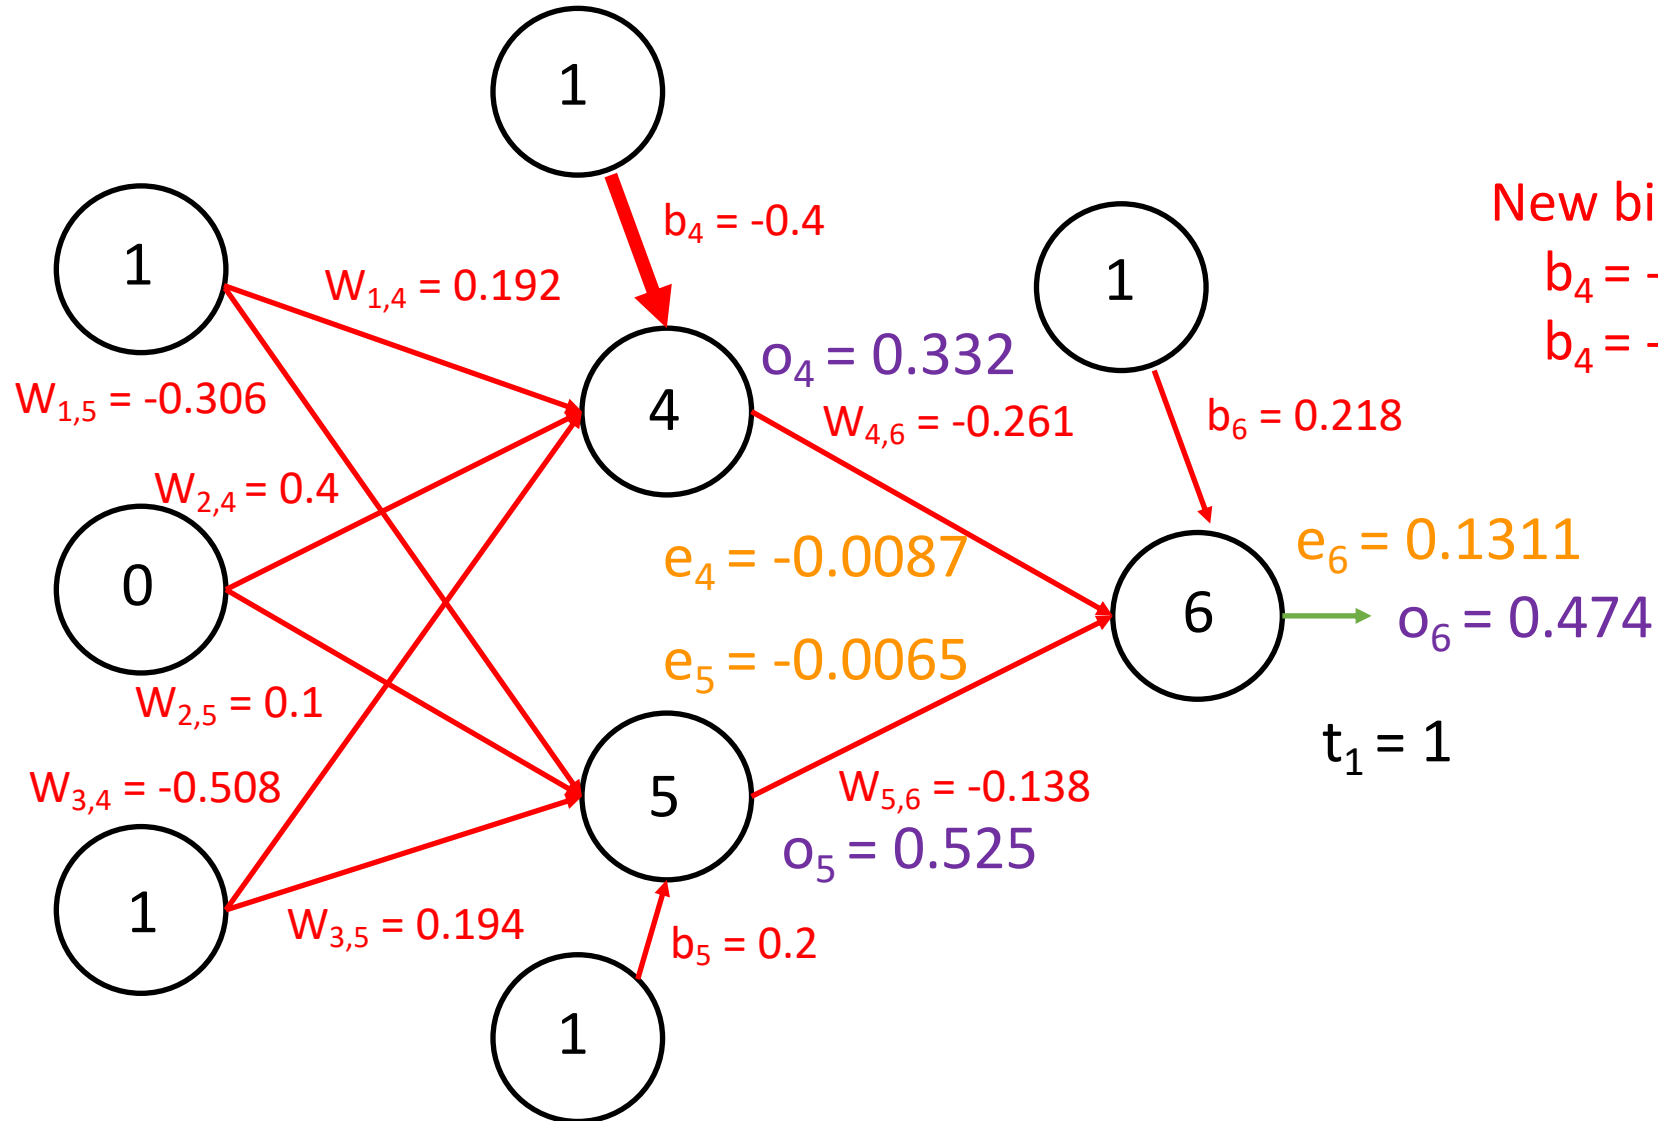 1
b4 = -0.4
New bi
1
W1,4 = 0.192
1
b4 = -
o4 = 0.332
b4 = -
W1,5 = -0.306
4
W4,6 = -0.261
b6 = 0.218
W2,4 = 0.4
e4 = -0.0087
e6 = 0.1311
0
6
o6 = 0.474
e5 = -0.0065
W2,5 = 0.1
t1 = 1
W3,4 = -0.508
5
W5,6 = -0.138
o5 = 0.525
1
W3,5 = 0.194
b5 = 0.2
1